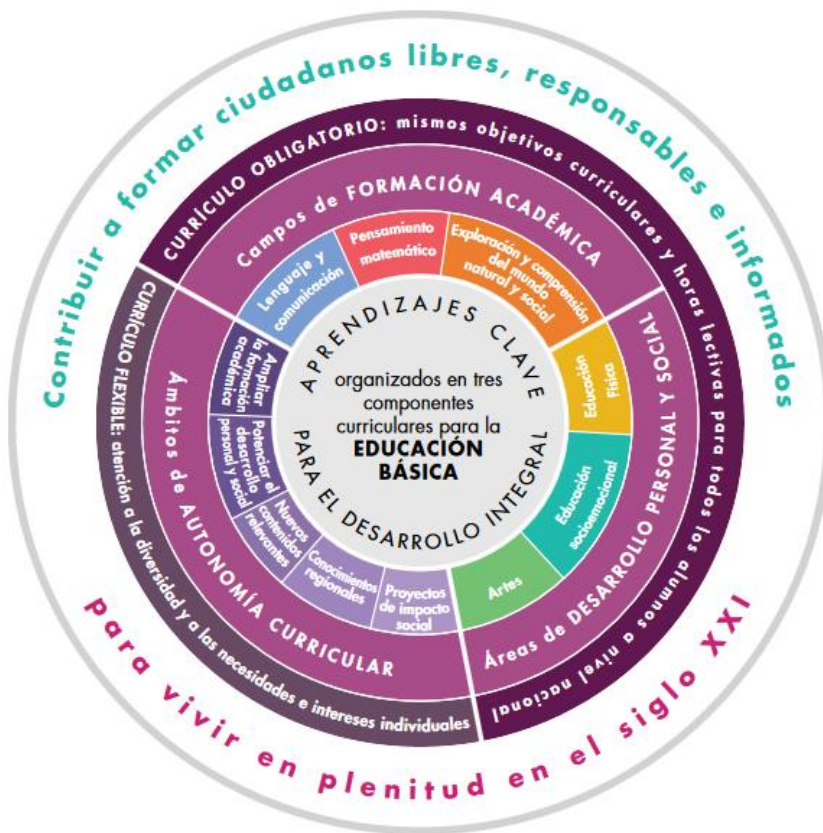 Contribuir a formar ciudadanos libres, responsables e informados
para vivir en plenitud en el siglo XXI
CURRÍCULO OBLIGATORIO: mismos objetivos curriculares y horas lectivas para todos los alumnos a nivel nacional
CURRÍCULO FLEXIBLE: atención a la diversidad y a las necesidades e intereses individuales
Campos de FORMACIÓN ACADÉMICA
Lenguaje y
comunicación
Pensamiento
matemático
Exploración y comprensión
del mundo
natural y social
Áreas de DESARROLLO PERSONAL Y SOCIAL
Educación
Física
Educación
socioemocional
Artes
Ámbitos de AUTONOMÍA CURRICULAR
Ampliar
la formación
académica
Potenciar el
desarrollo
personal y social
Nuevos
contenidos
relevantes
Conocimientos
regionales
Proyectos
de impacto
social
APRENDIZAJES CLAVE
organizados en tres
componentes
curriculares para la
EDUCACIÓN
BÁSICA
PARA EL DESARROLLO INTEGRAL